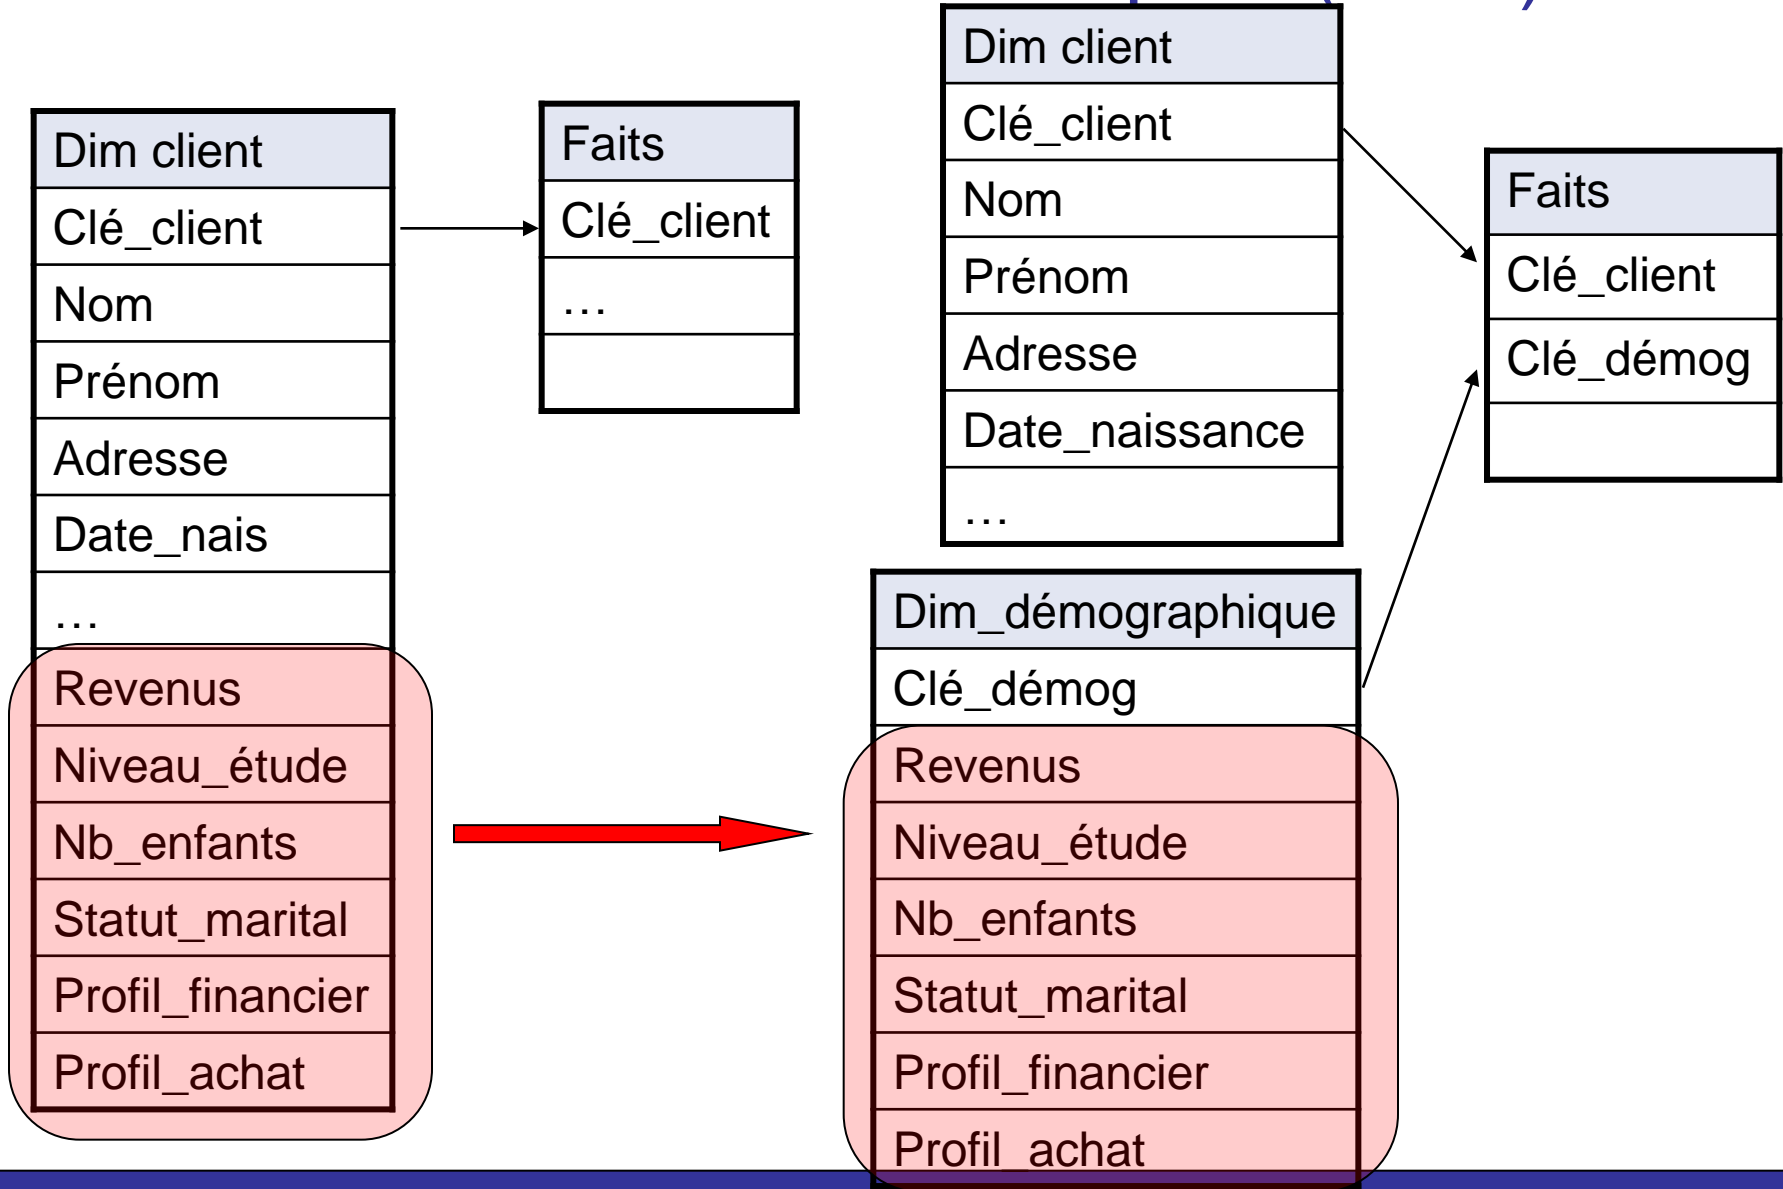 Dim client
Clé_client
Nom
Prénom
Adresse
Date_nais
…
Revenus
Niveau_étude
Nb_enfants
Statut_marital
Profil_financier
Profil_achat
Faits
Clé_client
…
Dim client
Clé_client
Nom
Prénom
Adresse
Date_naissance
…
Dim_démographique
Clé_démog
Revenus
Niveau_étude
Nb_enfants
Statut_marital
Profil_financier
Profil_achat
Faits
Clé_client
Clé_démog